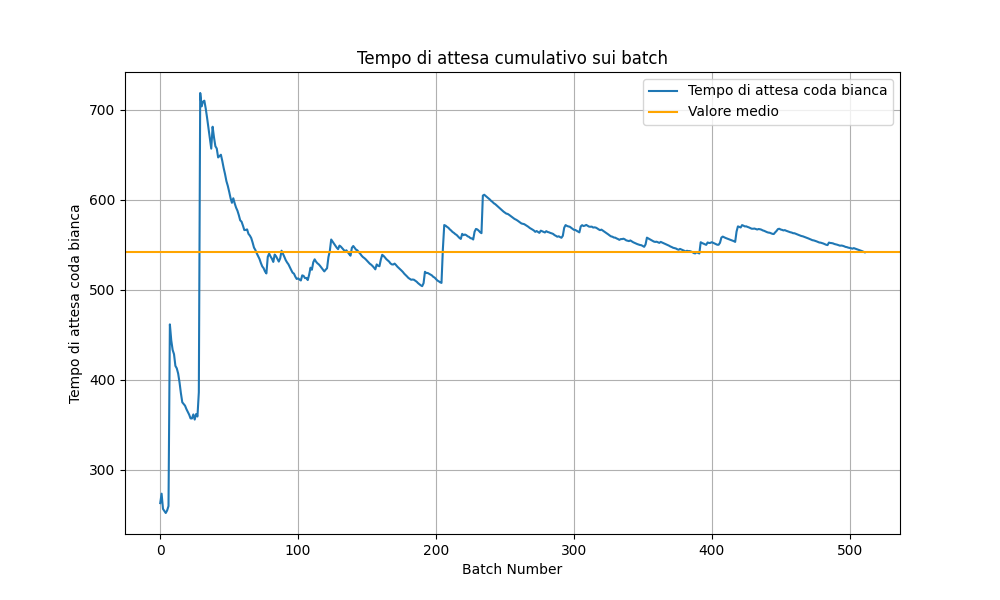 Tempo di attesa cumulativo sui batch
Tempo di attesa coda bianca
Valore medio
Tempo di attesa coda bianca
700
600
500
400
300
0 100 200 300 400 500
Batch Number